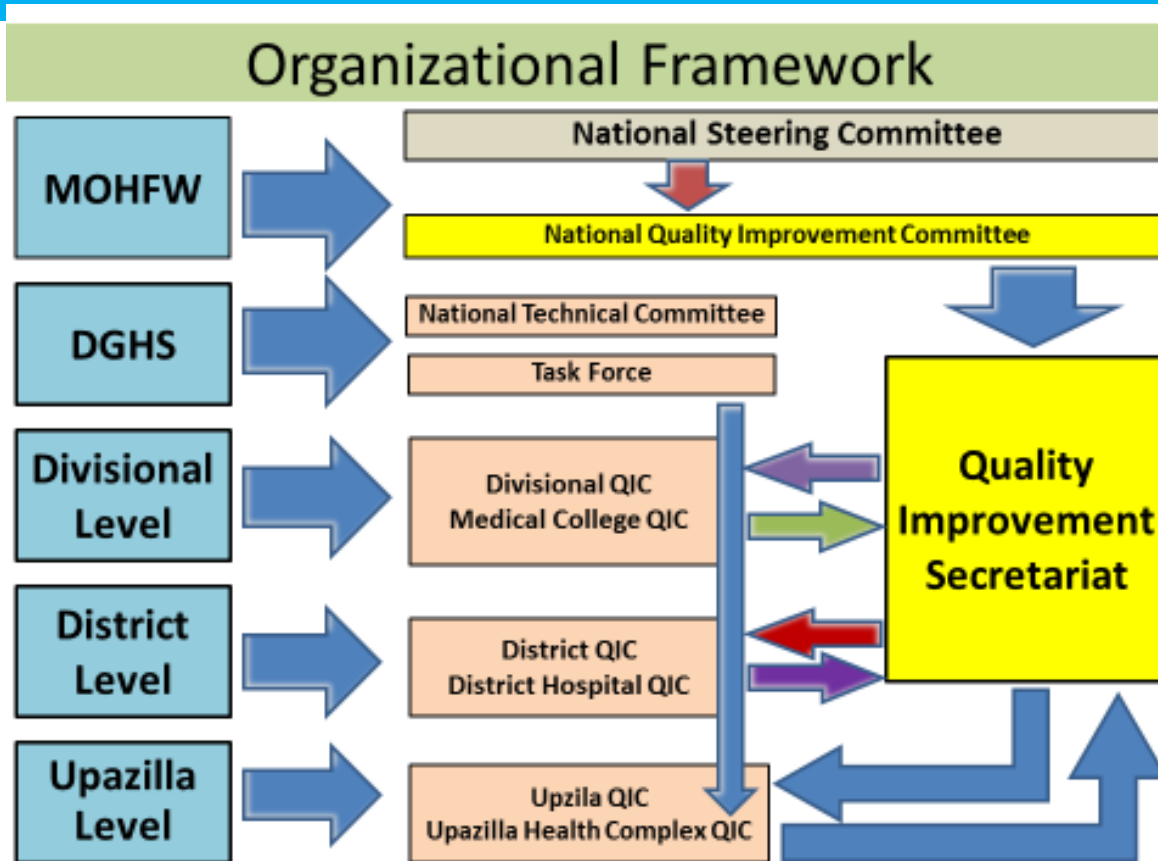 Organizational Framework
MOHFW
National Steering Committee
National Quality Improvement Committee
DGHS
National Technical Committee
Task Force
Divisional
Level
Divisional QIC
Medical College QIC
Quality
Improvement
Secretariat
District
Level
District QIC
District Hospital QIC
Upazilla
Level
Upzila QIC
Upazilla Health Complex QIC